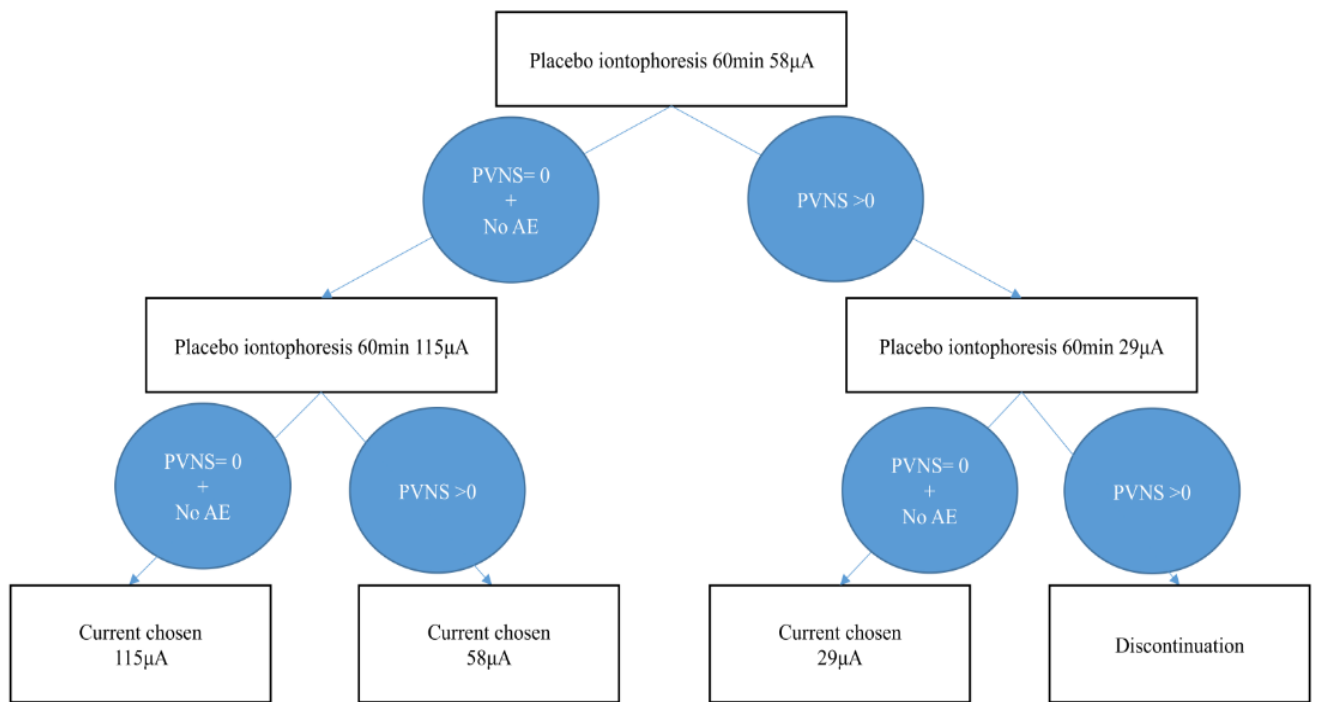 Placebo iontophoresis 60min 58μA
PVNS= 0
+
No AE
PVNS >0
Placebo iontophoresis 60min 115μA
Placebo iontophoresis 60min 29μA
PVNS= 0
+
No AE
PVNS >0
PVNS= 0
+
No AE
PVNS >0
Current chosen
115μA
Current chosen
58μA
Current chosen
29μA
Discontinuation